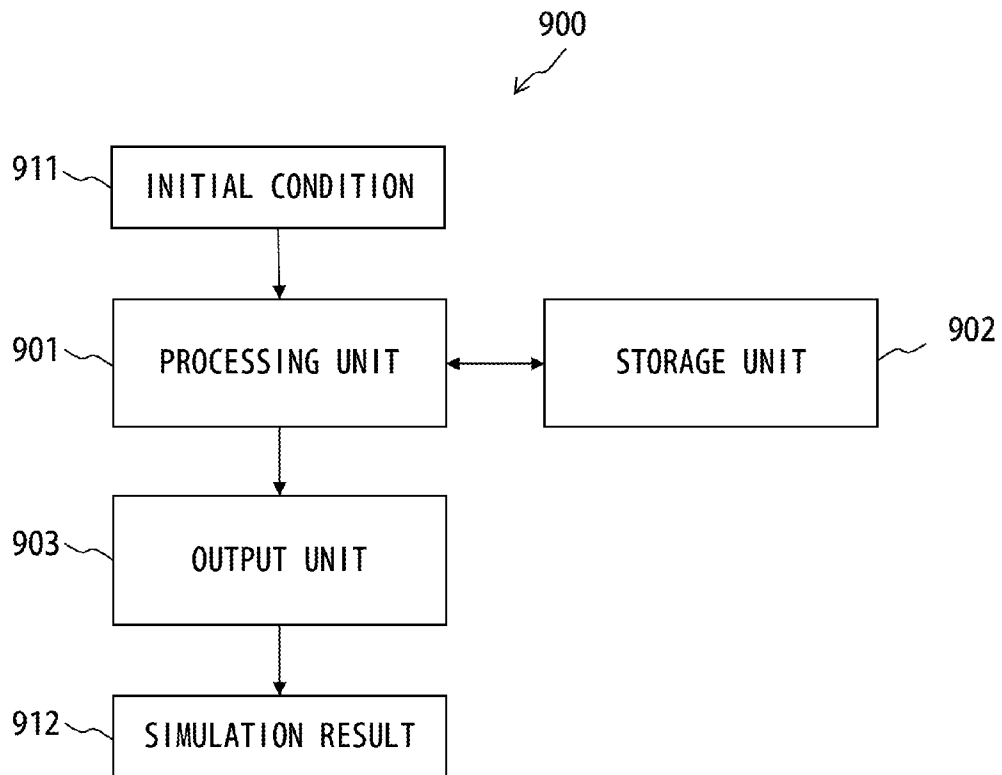 900
911
INITIAL CONDITION
901
PROCESSING UNIT
STORAGE UNIT
902
903
OUTPUT UNIT
912
SIMULATION RESULT